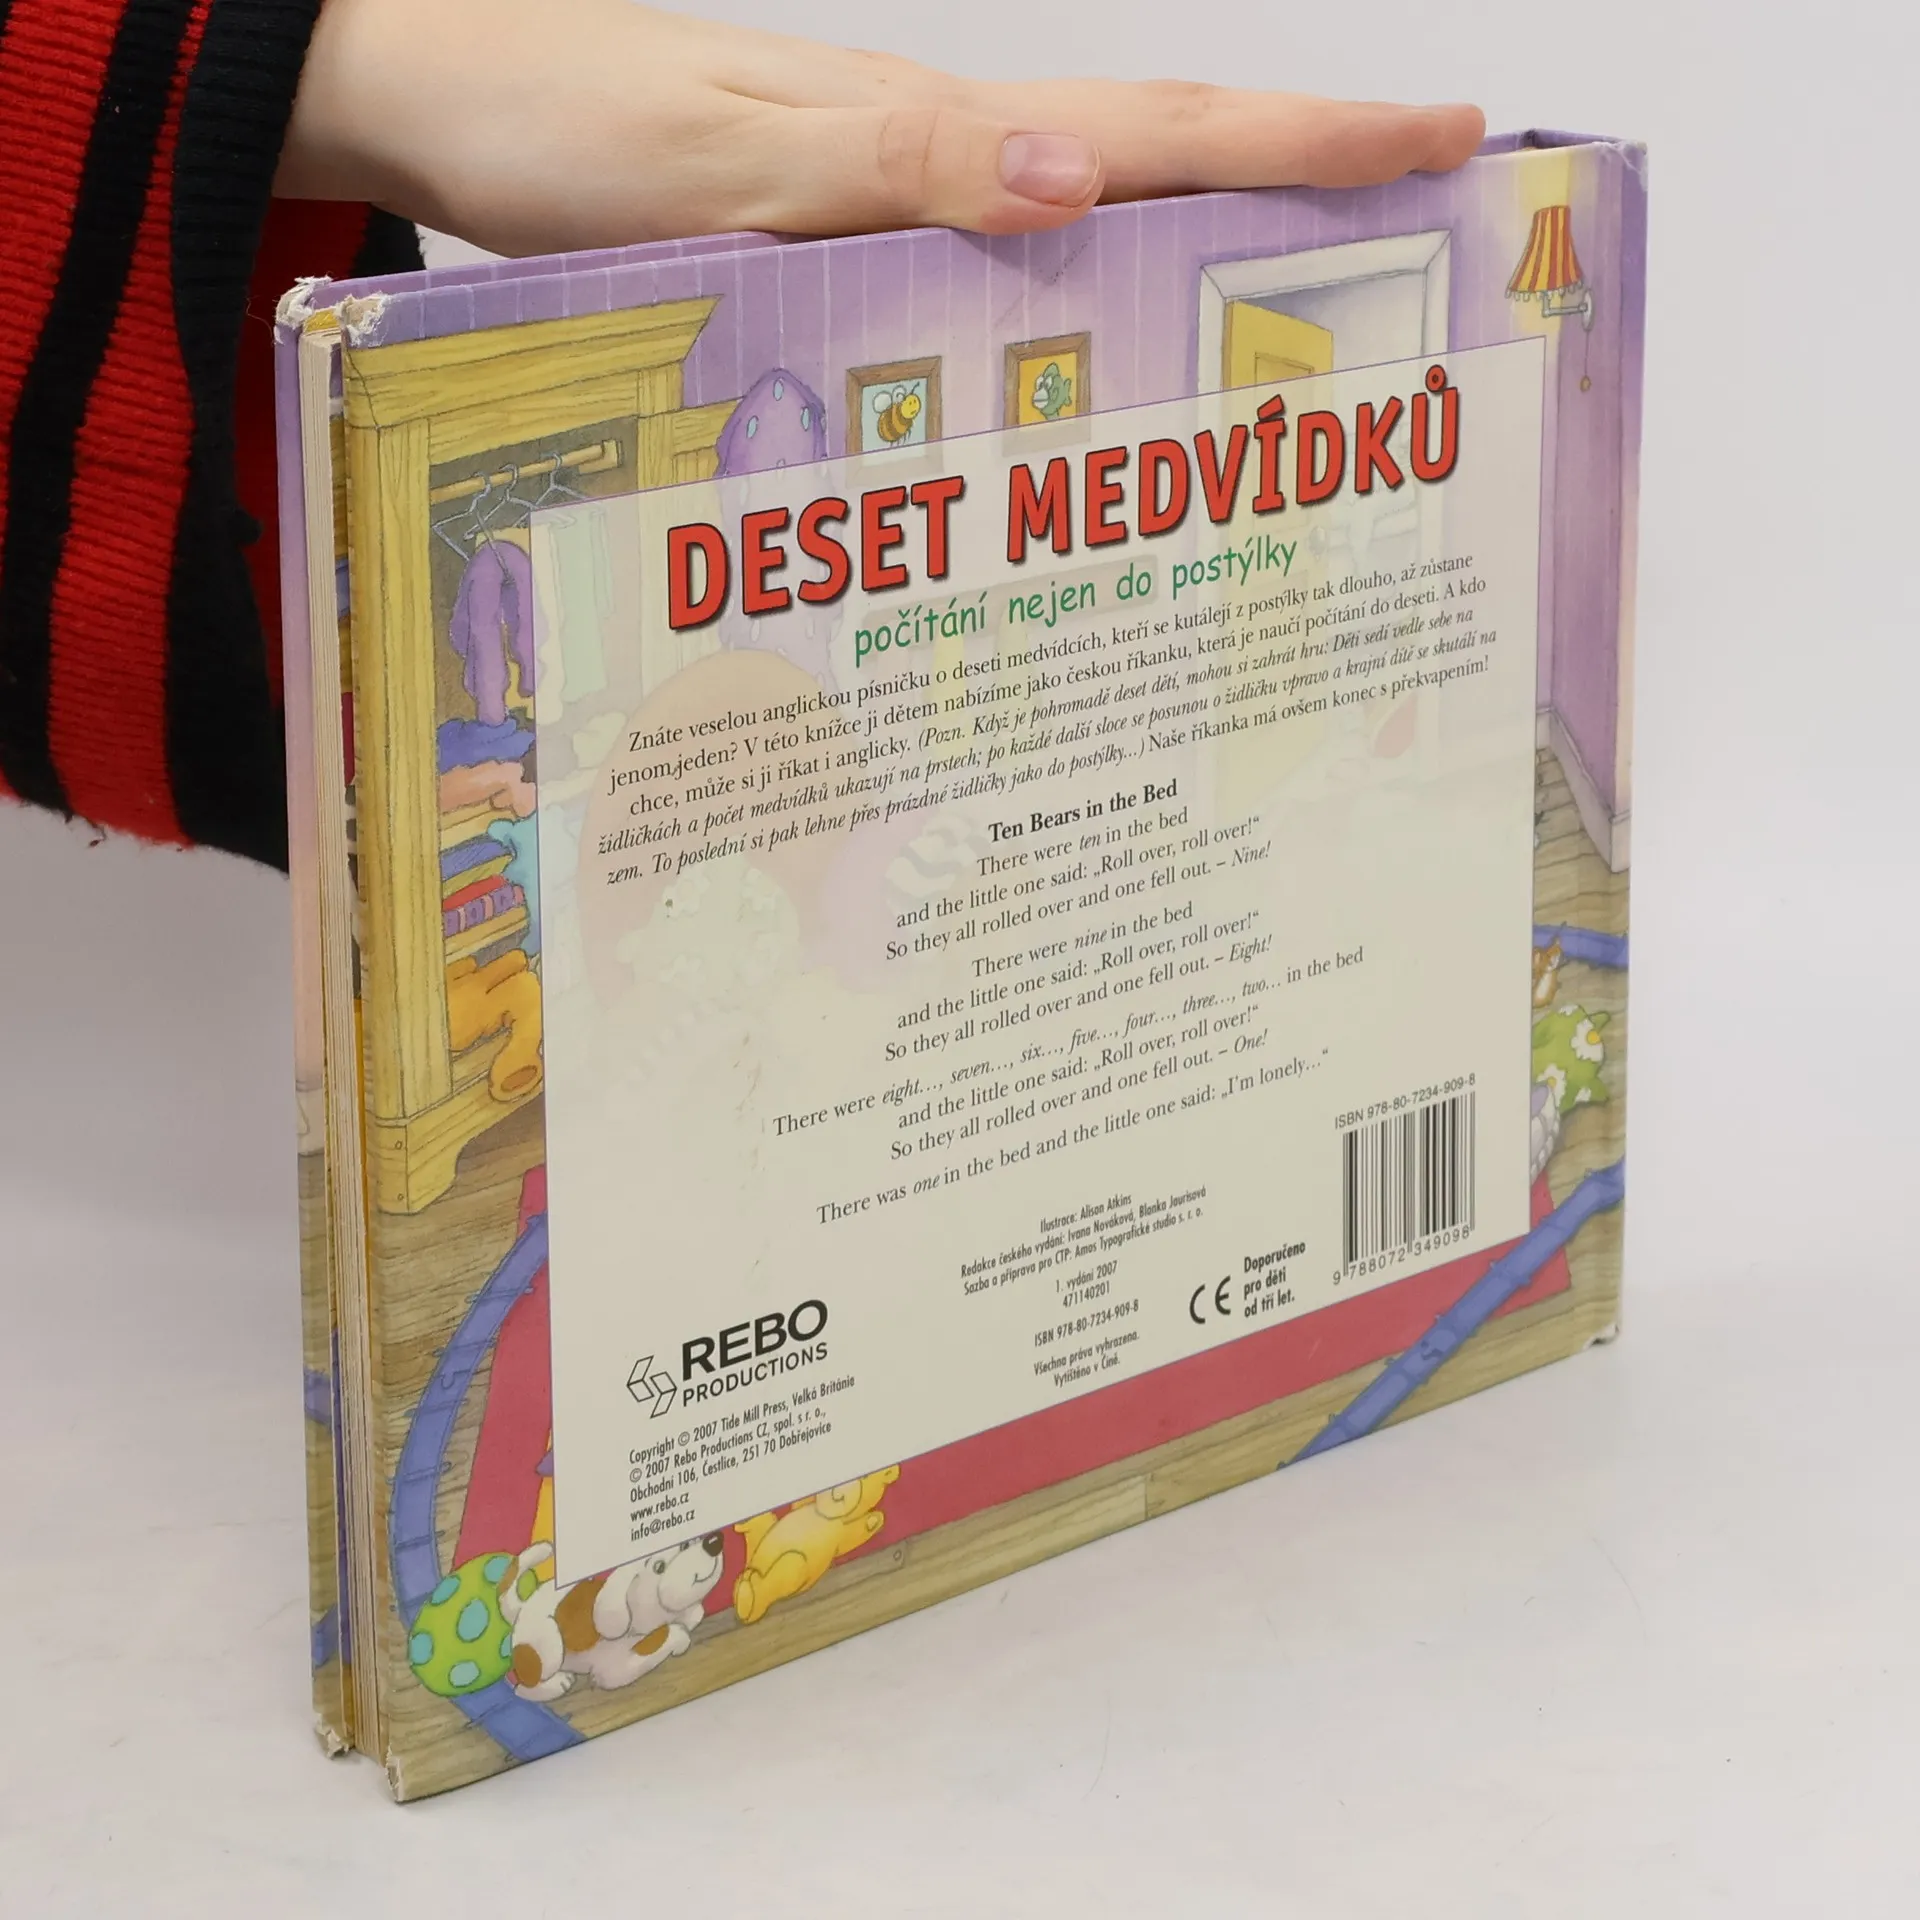 DESET MEDVÍDKŮ
počítání nejen do postýlky
Znáte veselou anglickou písničku o deseti medvídcích, kteří se kutálejí z postýlky tak dlouho, až zůstane
jenom jeden? V této knížce ji dětem nabízíme jako českou říkanku, která je naučí počítání do deseti. A kdo
chce, může si ji říkat i anglicky. (Pozn. Když je pohromadě deset dětí, mohou si zahrát hru: Děti sedí vedle sebe na
židličkách a počet medvídků ukazují na prstech; po každé další sloce se posunou o židličku vpravo a krajní dítě se skutálí na
zem. To poslední si pak lehne přes prázdné židličky jako do postýlky...) Naše říkanka má ovšem konec s překvapením!
Ten Bears in the Bed
There were ten in the bed
and the little one said: „Roll over, roll over!“
So they all rolled over and one fell out. – Nine!
There were nine in the bed
and the little one said: „Roll over, roll over!“
So they all rolled over and one fell out. – Eight!
There were eight..., seven..., six..., five..., four..., three..., two... in the bed
and the little one said: „Roll over, roll over!“
So they all rolled over and one fell out. – One!
There was one in the bed and the little one said: „I'm lonely...“
Ilustrace: Alison Atkins
Redakce českého vydání: Ivana Nováková, Blanka Jaurisová
Sazba a příprava pro CTP: Amos Typografické studio s. r. o.
1. vydání 2007
471140201
ISBN 978-80-7234-909-8
Všechna práva vyhrazena.
Vytištěno v Číně.
CE
Doporučeno
pro děti
od tří let.
ISBN 978-80-7234-909-8
9 788072 349098
REBO
PRODUCTIONS
Copyright © 2007 Tide Mill Press, Velká Británie
© 2007 Rebo Productions CZ, spol. s r. o.,
Obchodní 106, Čestlice, 251 70 Dobřejovice
www.rebo.cz
info@rebo.cz